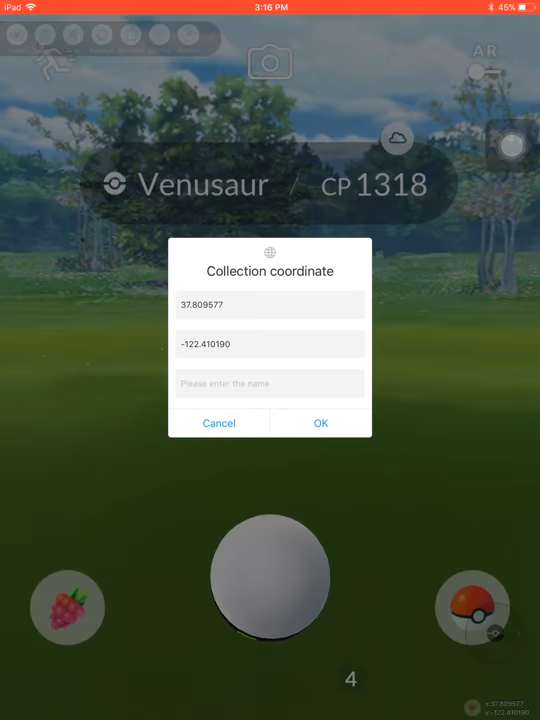 iPad 3:16 PM 45%
AR
Venusaur / CP 1318
Collection coordinate
37.809577
-122.410190
Please enter the name
Cancel OK
4
x:37.809577
y:-122.410190